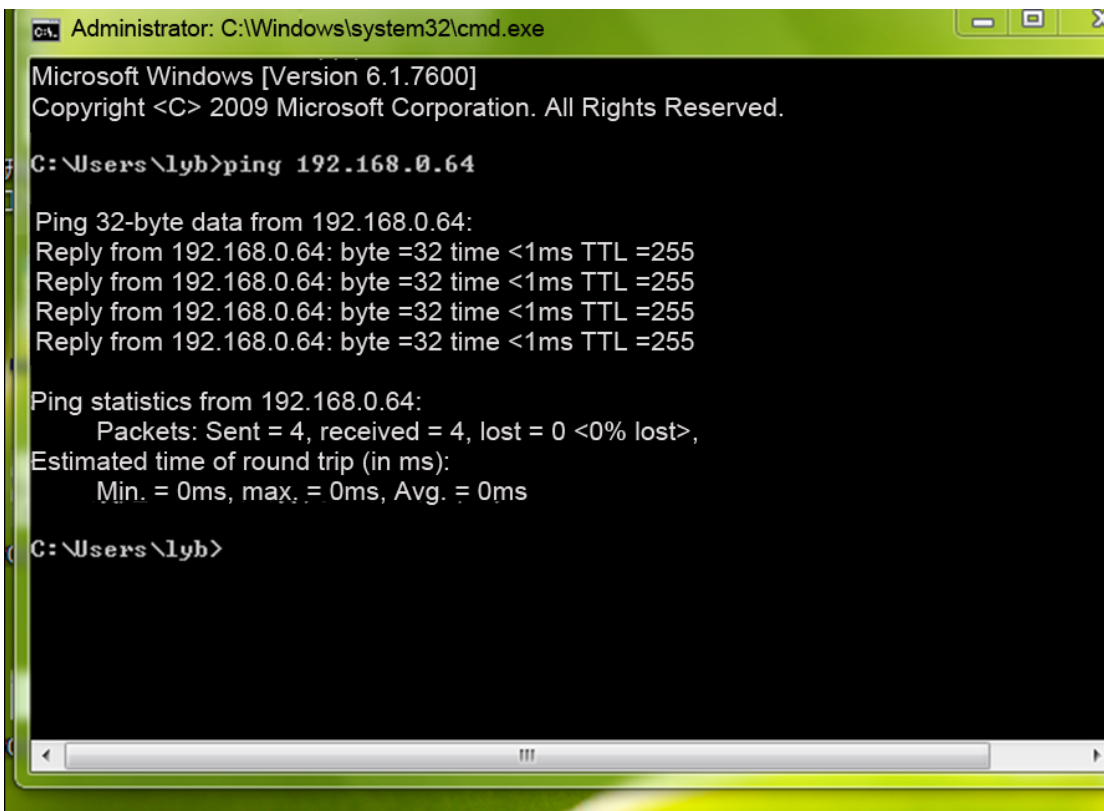 Administrator: C:\Windows\system32\cmd.exe
Microsoft Windows [Version 6.1.7600]
Copyright <C> 2009 Microsoft Corporation. All Rights Reserved.
C:\Users\lyb>ping 192.168.0.64
Ping 32-byte data from 192.168.0.64:
Reply from 192.168.0.64: byte =32 time <1ms TTL =255
Reply from 192.168.0.64: byte =32 time <1ms TTL =255
Reply from 192.168.0.64: byte =32 time <1ms TTL =255
Reply from 192.168.0.64: byte =32 time <1ms TTL =255
Ping statistics from 192.168.0.64:
Packets: Sent = 4, received = 4, lost = 0 <0% lost>,
Estimated time of round trip (in ms):
Min. = 0ms, max. = 0ms, Avg. = 0ms
C:\Users\lyb>